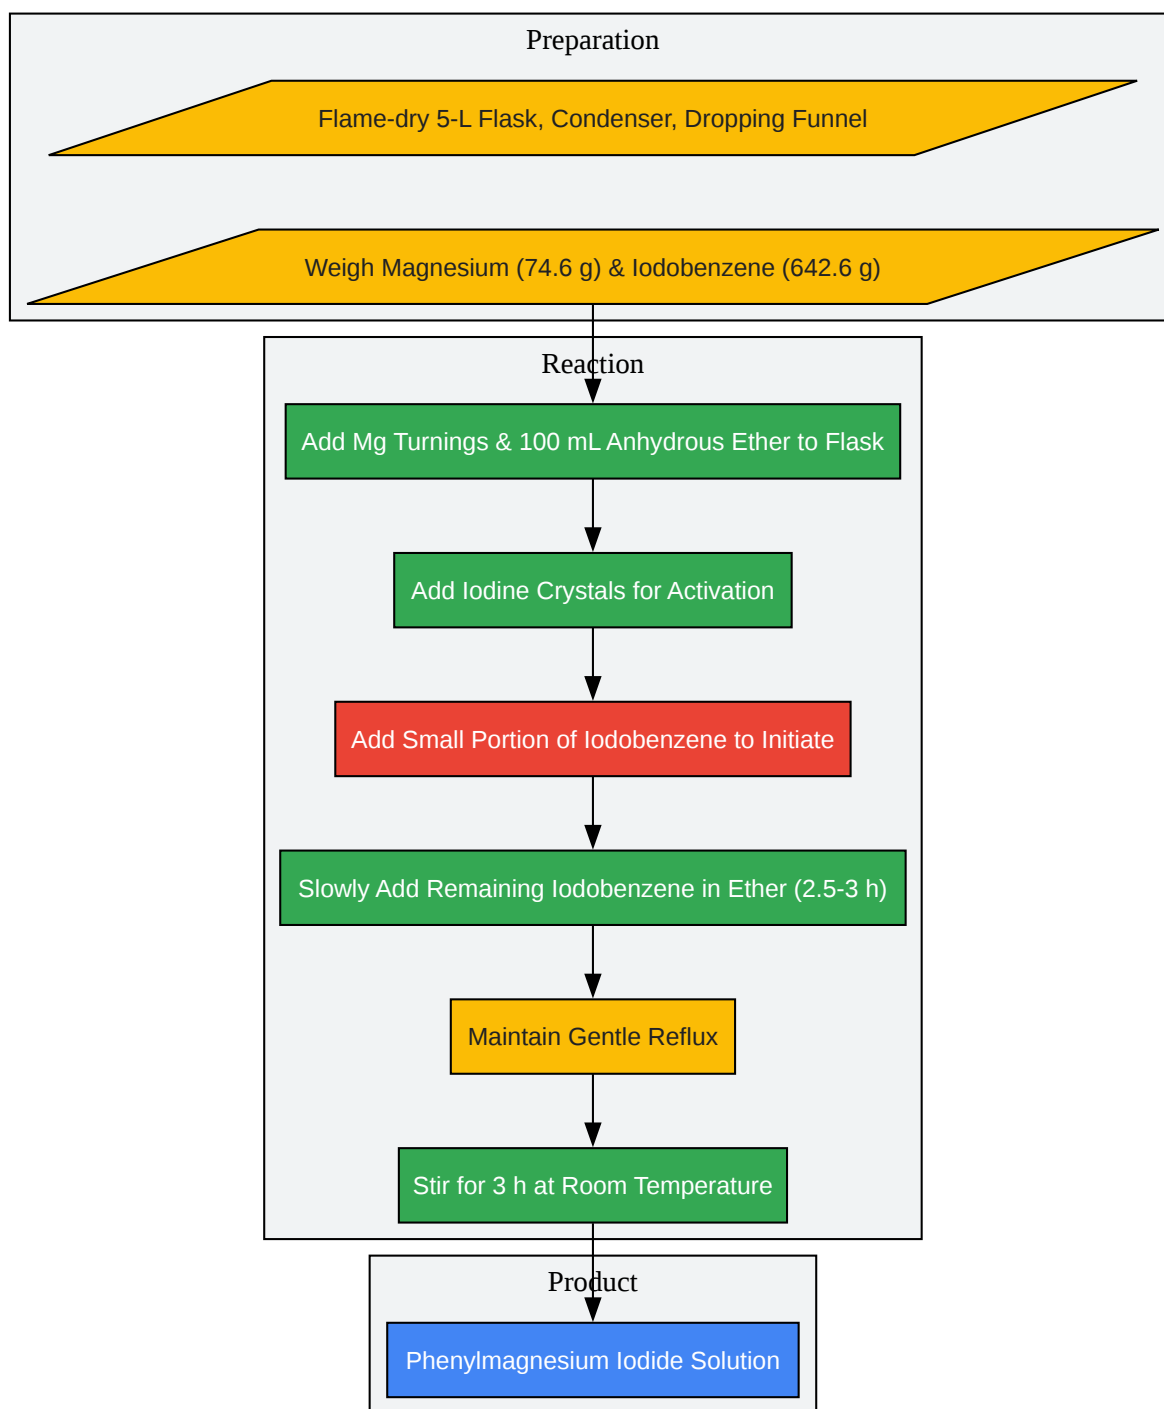 Preparation
Flame-dry 5-L Flask, Condenser, Dropping Funnel
Weigh Magnesium (74.6 g) & Iodobenzene (642.6 g)
Reaction
Add Mg Turnings & 100 mL Anhydrous Ether to Flask
Add Iodine Crystals for Activation
Add Small Portion of Iodobenzene to Initiate
Slowly Add Remaining Iodobenzene in Ether (2.5-3 h)
Maintain Gentle Reflux
Stir for 3 h at Room Temperature
Product
Phenylmagnesium Iodide Solution